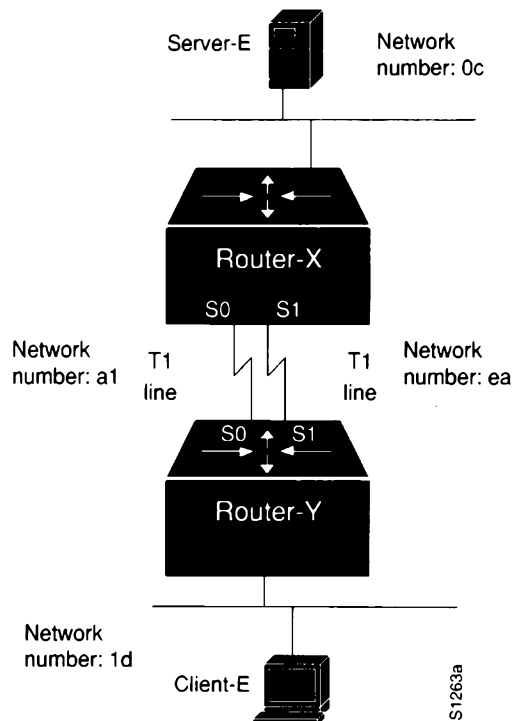 Server-E
Network
number: 0c
Router-X
S0 S1
Network
number: a1
T1
line
T1
line
Network
number: ea
S0 S1
Router-Y
Network
number: 1d
Client-E
S1263a